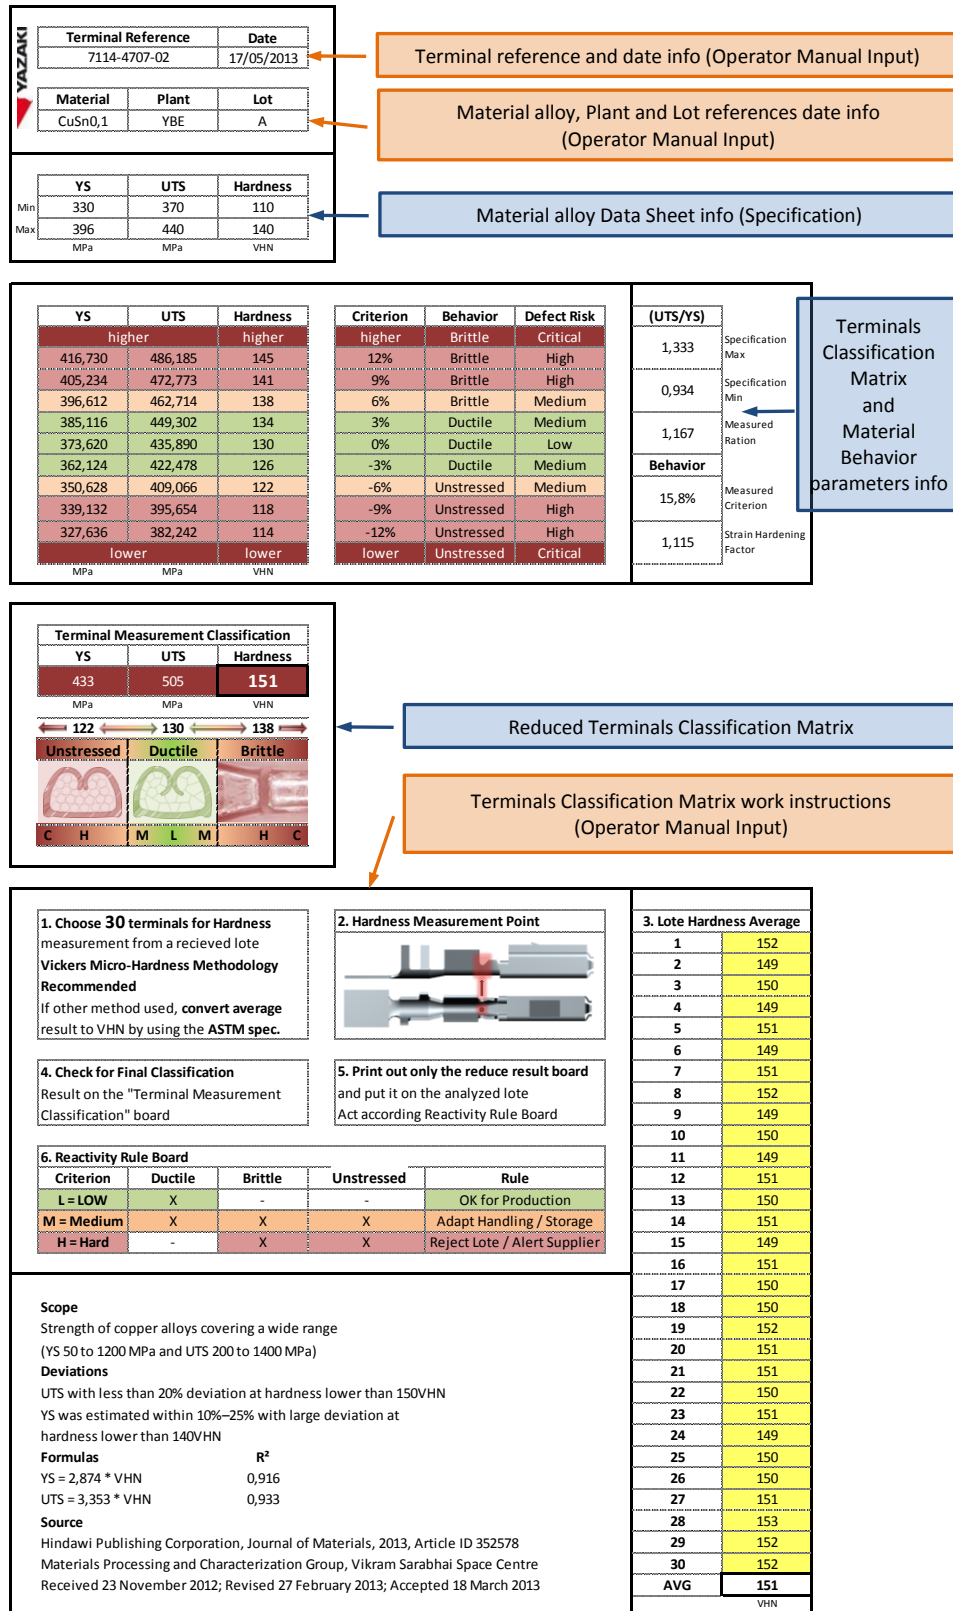 YAZAKI
Terminal Reference Date
7114-4707-02 17/05/2013
Terminal reference and date info (Operator Manual Input)
Material Plant Lot
CuSn0,1 YBE A
Material alloy, Plant and Lot references date info
(Operator Manual Input)
YS UTS Hardness
Min 330 370 110
Max 396 440 140
MPa MPa VHN
Material alloy Data Sheet info (Specification)
YS UTS Hardness
higher higher
416,730 486,185 145
405,234 472,773 141
396,612 462,714 138
385,116 449,302 134
373,620 435,890 130
362,124 422,478 126
350,628 409,066 122
339,132 395,654 118
327,636 382,242 114
lower lower
MPa MPa VHN
Criterion Behavior Defect Risk
higher Brittle Critical
12% Brittle High
9% Brittle High
6% Brittle Medium
3% Ductile Medium
0% Ductile Low
-3% Ductile Medium
-6% Unstressed Medium
-9% Unstressed High
-12% Unstressed High
lower Unstressed Critical
(UTS/YS)
1,333 Specification
Max
0,934 Specification
Min
1,167 Measured
Ration
Behavior
15,8% Measured
Criterion
1,115 Strain Hardening
Factor
Terminals
Classification
Matrix
and
Material
Behavior
parameters info
Terminal Measurement Classification
YS UTS Hardness
433 505 151
MPa MPa VHN
122 130 138
Unstressed Ductile Brittle
C H M L M H C
Reduced Terminals Classification Matrix
Terminals Classification Matrix work instructions
(Operator Manual Input)
1. Choose 30 terminals for Hardness
measurement from a recieved lote
Vickers Micro-Hardness Methodology
Recommended
If other method used, convert average
result to VHN by using the ASTM spec.
2. Hardness Measurement Point
4. Check for Final Classification
Result on the "Terminal Measurement
Classification" board
5. Print out only the reduce result board
and put it on the analyzed lote
Act according Reactivity Rule Board
6. Reactivity Rule Board
Criterion Ductile Brittle Unstressed Rule
L = LOW X - - OK for Production
M = Medium X X X Adapt Handling / Storage
H = Hard - X X Reject Lote / Alert Supplier
Scope
Strength of copper alloys covering a wide range
(YS 50 to 1200 MPa and UTS 200 to 1400 MPa)
Deviations
UTS with less than 20% deviation at hardness lower than 150VHN
YS was estimated within 10%–25% with large deviation at
hardness lower than 140VHN
Formulas R²
YS = 2,874 * VHN 0,916
UTS = 3,353 * VHN 0,933
Source
Hindawi Publishing Corporation, Journal of Materials, 2013, Article ID 352578
Materials Processing and Characterization Group, Vikram Sarabhai Space Centre
Received 23 November 2012; Revised 27 February 2013; Accepted 18 March 2013
3. Lote Hardness Average
1 152
2 149
3 150
4 149
5 151
6 149
7 151
8 152
9 149
10 150
11 149
12 151
13 150
14 151
15 149
16 151
17 150
18 150
19 152
20 151
21 151
22 150
23 151
24 149
25 150
26 150
27 151
28 153
29 152
30 152
AVG 151
VHN